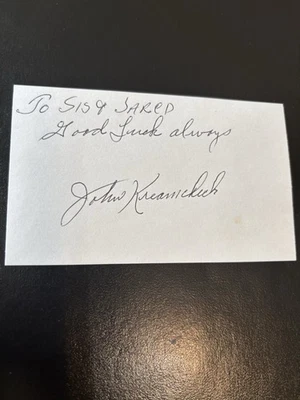 To SIS & JARED
Good Luck always
John Kreamcheck